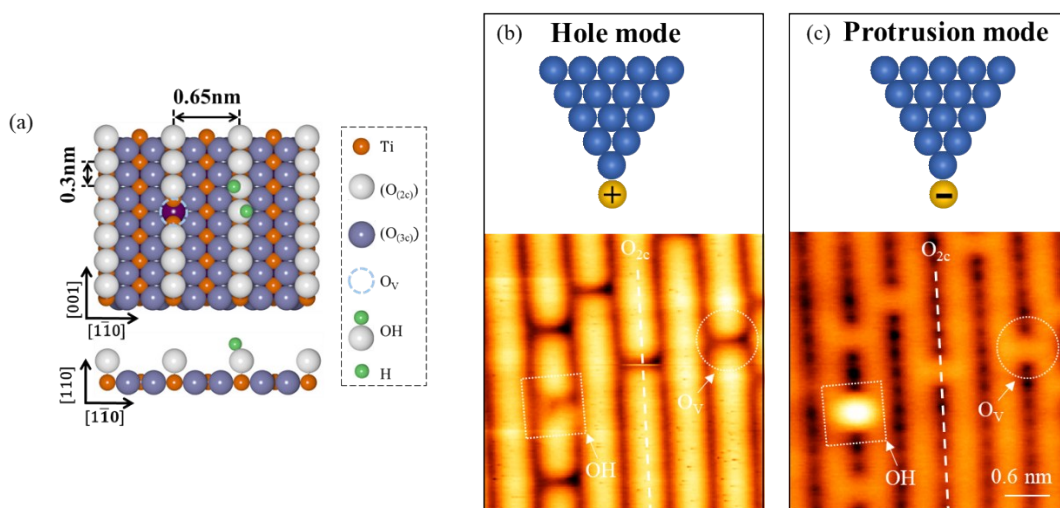 (a)
0.65nm
0.3nm
[001]
[11̅0]
[110]
[11̅0]
Ti
(O(2c))
(O(3c))
OV
OH
H
(b)
Hole mode
+
O2c
OV
OH
(c)
Protrusion mode
−
O2c
OV
OH
0.6 nm